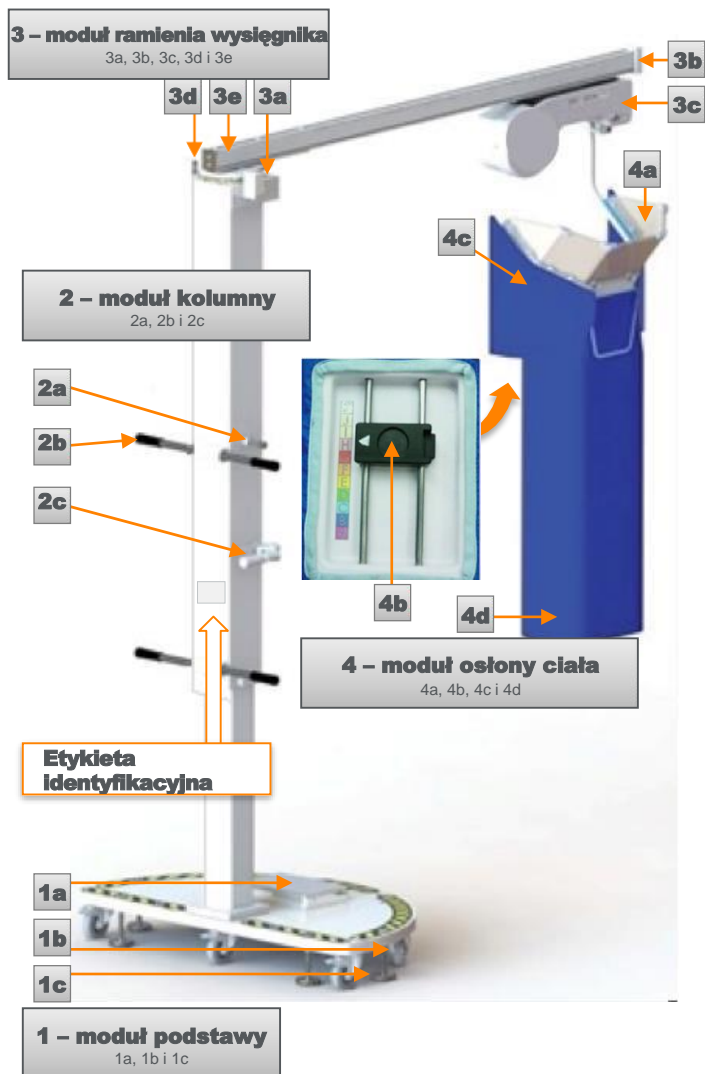 3 – moduł ramienia wysięgnika
3a, 3b, 3c, 3d i 3e
3b
3d
3e
3a
3c
4a
4c
2 – moduł kolumny
2a, 2b i 2c
2a
2b
2c
4b
4d
4 – moduł osłony ciała
4a, 4b, 4c i 4d
Etykieta
identyfikacyjna
1a
1b
1c
1 – moduł podstawy
1a, 1b i 1c